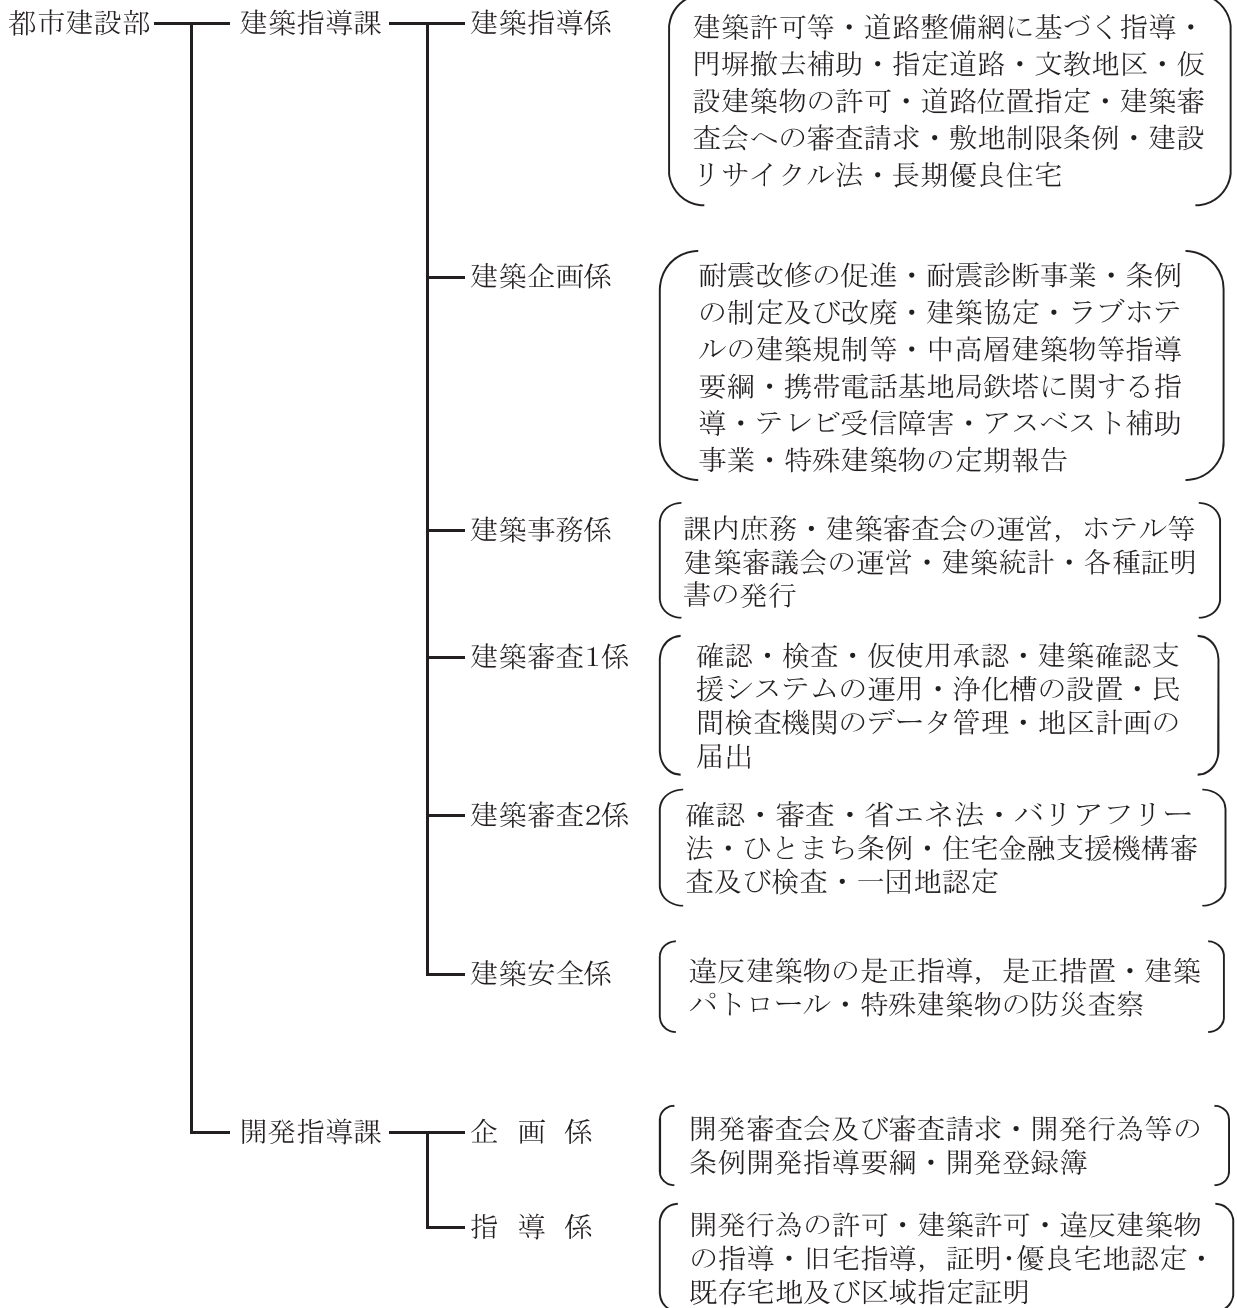 都市建設部
建築指導課
建築指導係
建築許可等・道路整備網に基づく指導・
門塀撤去補助・指定道路・文教地区・仮
設建築物の許可・道路位置指定・建築審
査会への審査請求・敷地制限条例・建設
リサイクル法・長期優良住宅
建築企画係
耐震改修の促進・耐震診断事業・条例
の制定及び改廃・建築協定・ラブホテ
ルの建築規制等・中高層建築物等指導
要綱・携帯電話基地局鉄塔に関する指
導・テレビ受信障害・アスベスト補助
事業・特殊建築物の定期報告
建築事務係
課内庶務・建築審査会の運営，ホテル等
建築審議会の運営・建築統計・各種証明
書の発行
建築審査1係
確認・検査・仮使用承認・建築確認支
援システムの運用・浄化槽の設置・民
間検査機関のデータ管理・地区計画の
届出
建築審査2係
確認・審査・省エネ法・バリアフリー
法・ひとまち条例・住宅金融支援機構審
査及び検査・一団地認定
建築安全係
違反建築物の是正指導，是正措置・建築
パトロール・特殊建築物の防災査察
開発指導課
企 画 係
開発審査会及び審査請求・開発行為等の
条例開発指導要綱・開発登録簿
指 導 係
開発行為の許可・建築許可・違反建築物
の指導・旧宅指導，証明・優良宅地認定・
既存宅地及び区域指定証明